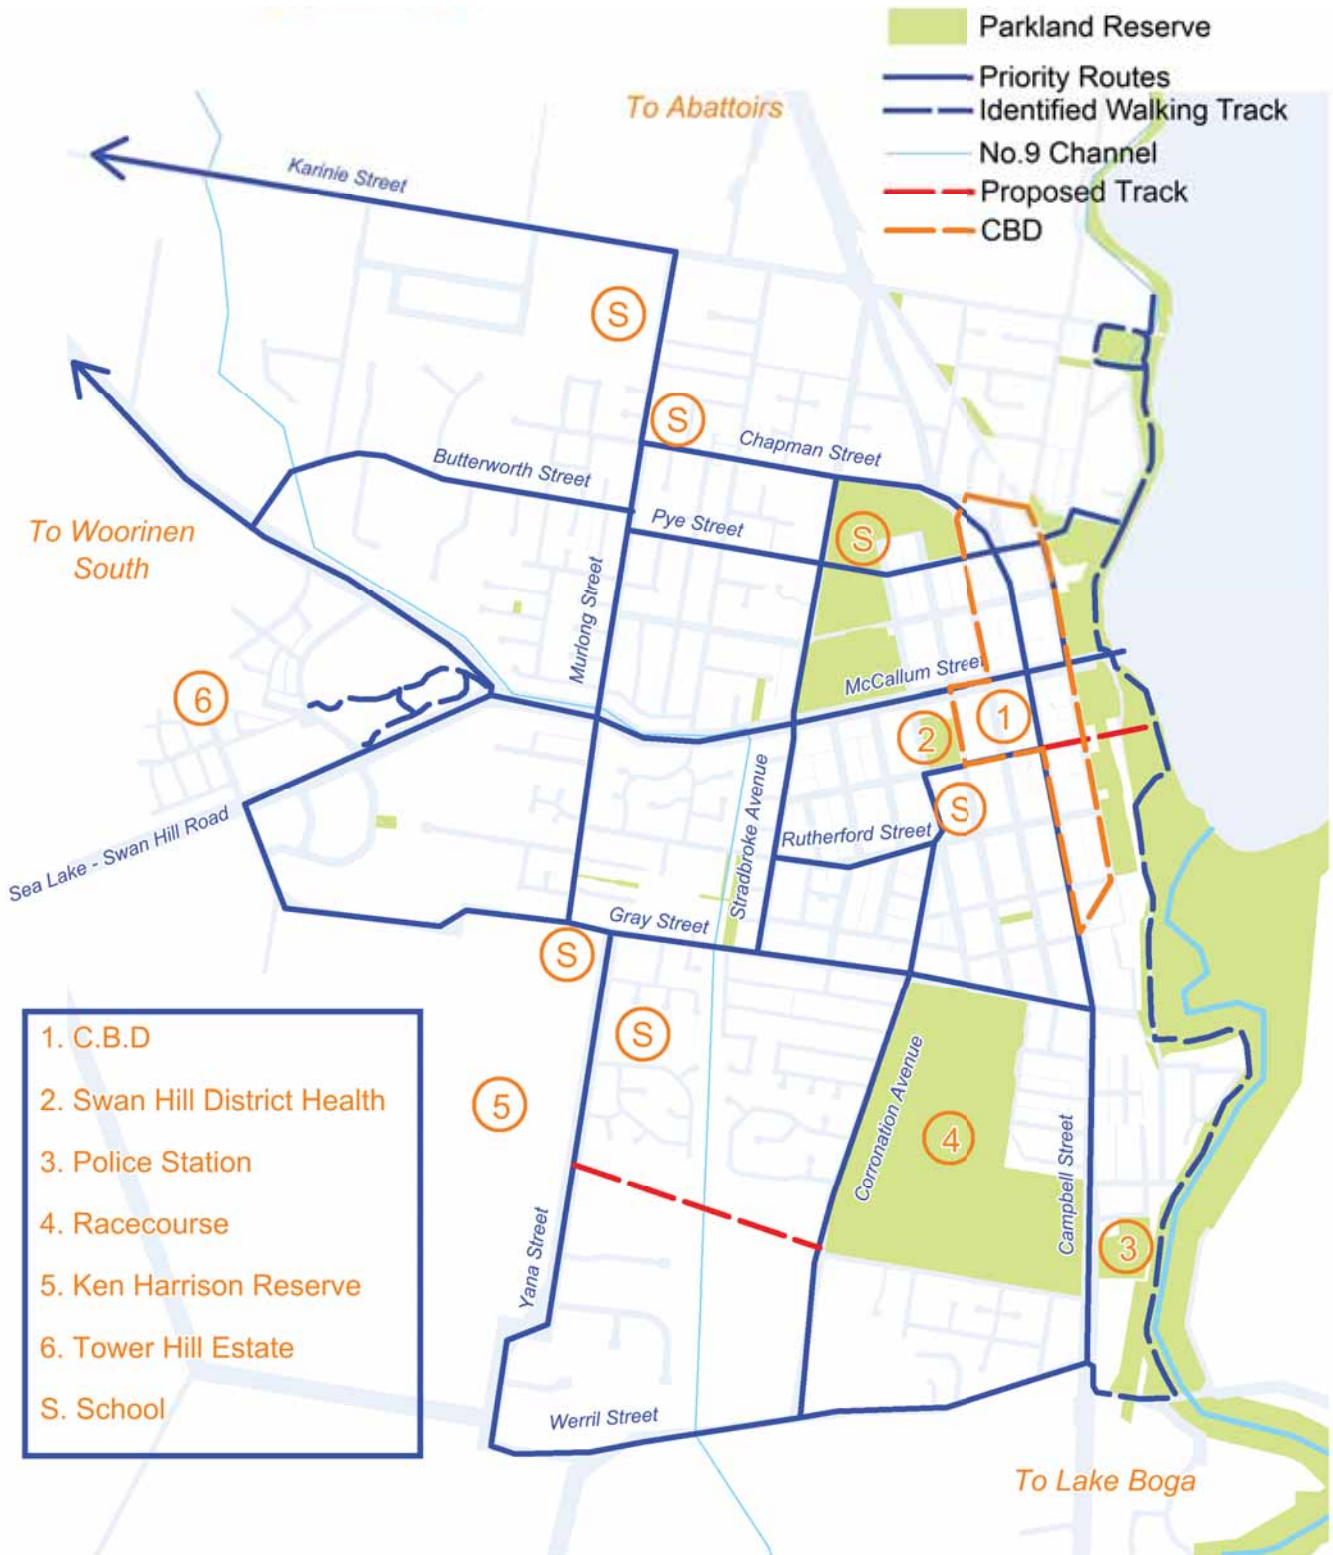 Parkland Reserve
Priority Routes
Identified Walking Track
No.9 Channel
Proposed Track
CBD
To Abattoirs
Karinie Street
S
S
Chapman Street
Butterworth Street
Pye Street
S
To Woorinen
South
Murlong Street
McCallum Street
6
1
2
S
Stradbroke Avenue
Rutherford Street
Sea Lake - Swan Hill Road
Gray Street
S
S
5
4
Corronation Avenue
Campbell Street
3
Yana Street
Werril Street
To Lake Boga
1. C.B.D
2. Swan Hill District Health
3. Police Station
4. Racecourse
5. Ken Harrison Reserve
6. Tower Hill Estate
S. School